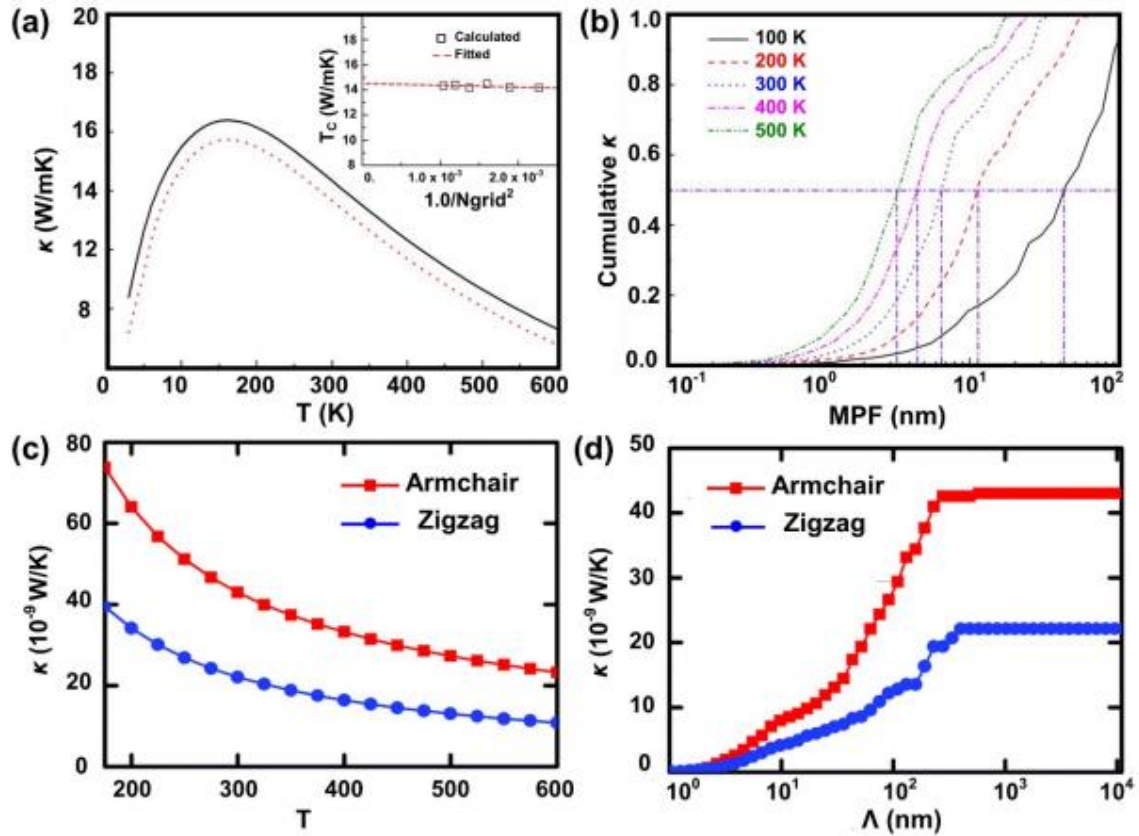 (a)
κ (W/mK)
20
18
16
14
12
8
0
10
200
300
400
500
600
T (K)
T_C (W/mK)
18
16
14
12
10
8
Calculated
Fitted
0.
1.0 x 10⁻³
2.0 x 10⁻³
1.0/Ngrid²
(b)
Cumulative κ
1.0
0.8
0.6
0.4
0.2
0.0
100 K
200 K
300 K
400 K
500 K
10⁻¹
10⁰
10¹
10²
MPF (nm)
(c)
κ (10⁻⁹ W/K)
80
60
40
20
0
Armchair
Zigzag
200
300
400
500
600
T
(d)
κ (10⁻⁹ W/K)
50
40
30
20
10
0
Armchair
Zigzag
10⁰
10¹
10²
10³
10⁴
Λ (nm)